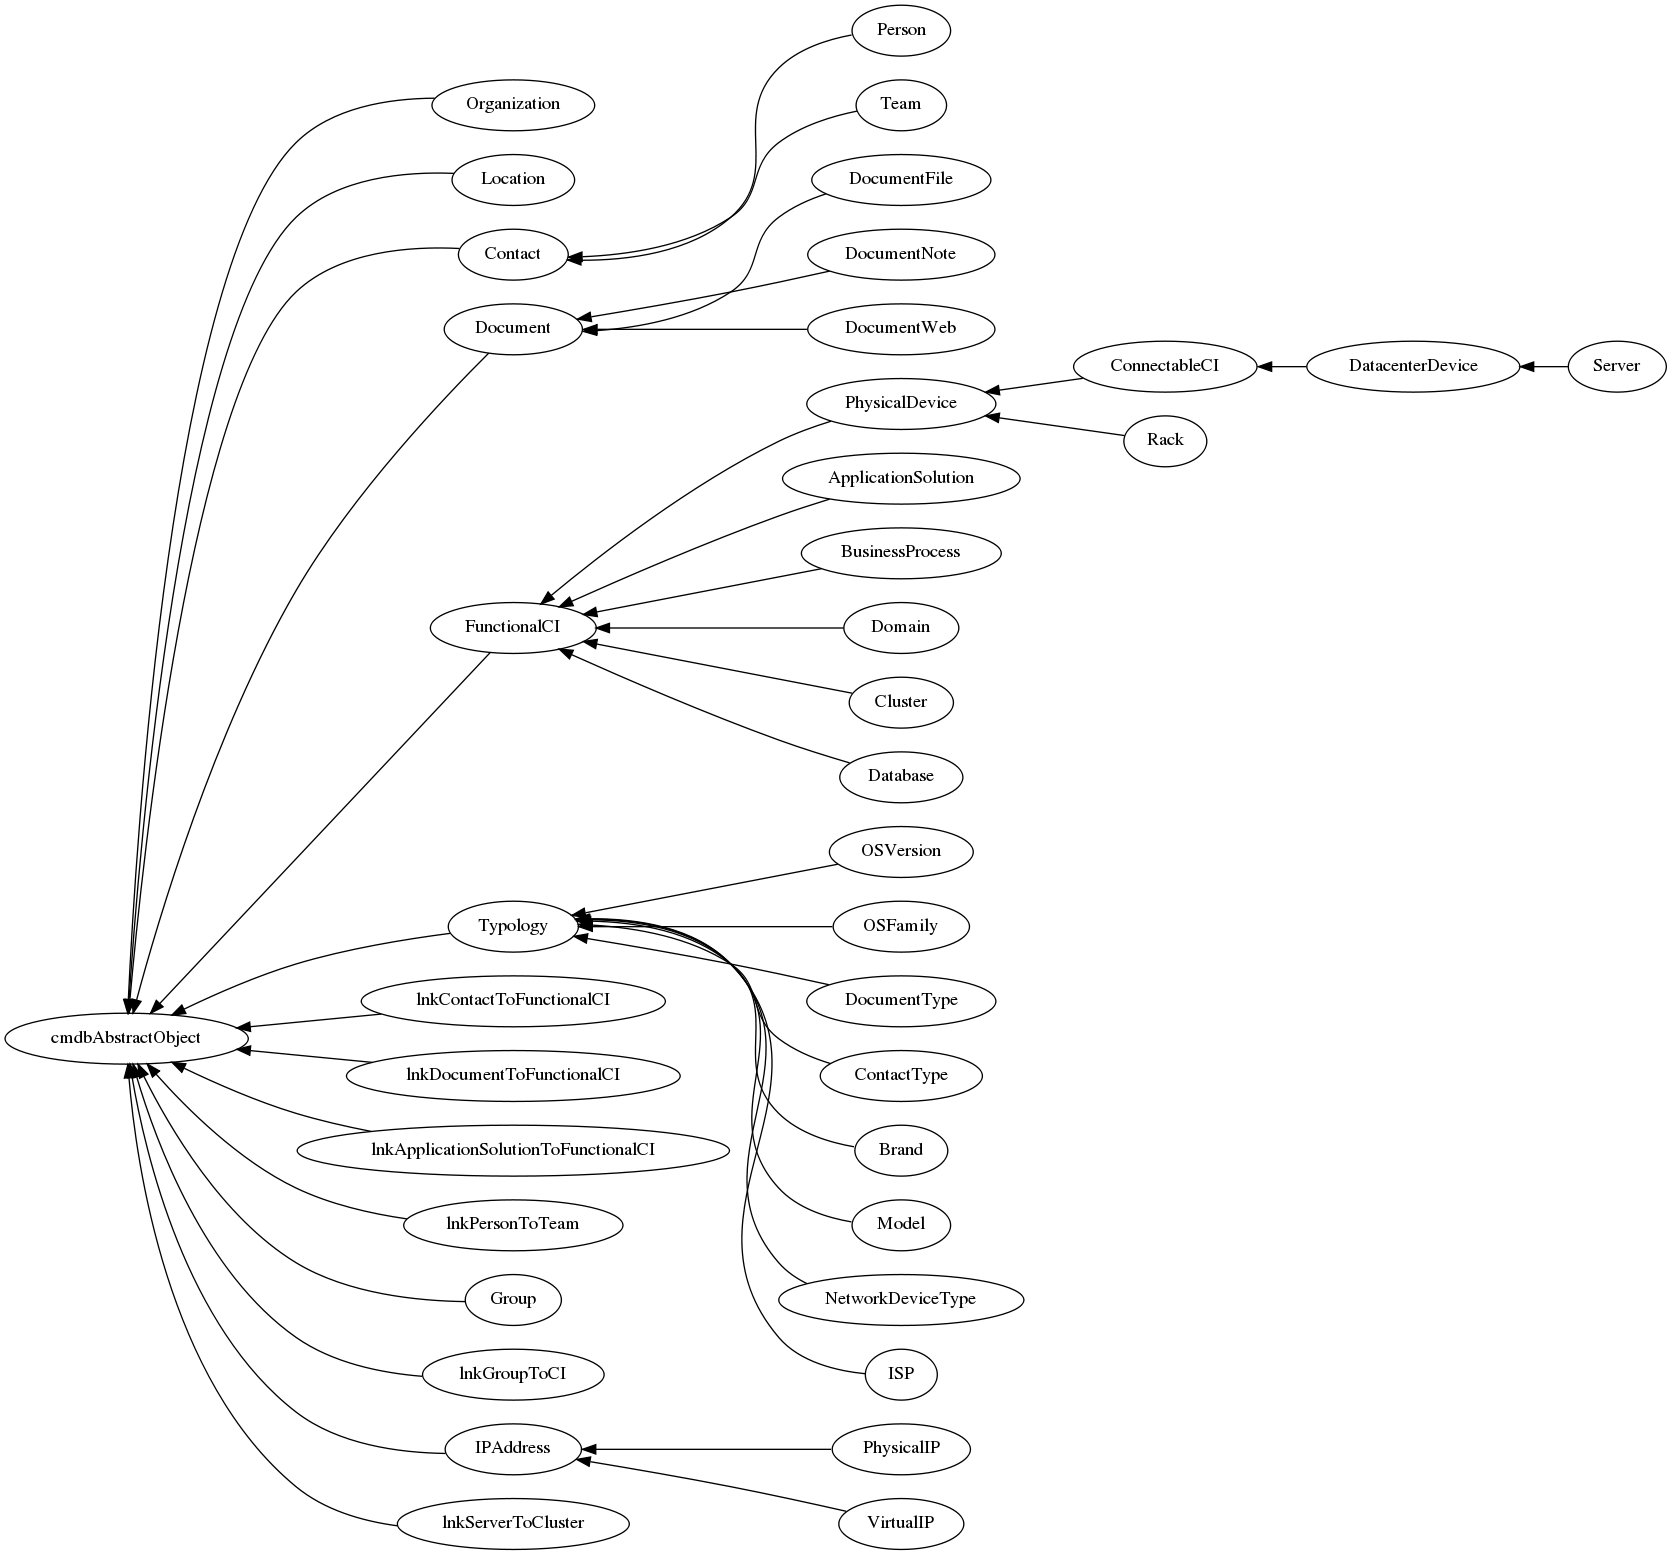 Person
Organization
Team
Location
DocumentFile
Contact
DocumentNote
Document
DocumentWeb
ConnectableCI
DatacenterDevice
Server
PhysicalDevice
Rack
ApplicationSolution
BusinessProcess
FunctionalCI
Domain
Cluster
Database
OSVersion
Typology
OSFamily
lnkContactToFunctionalCI
DocumentType
cmdbAbstractObject
lnkDocumentToFunctionalCI
ContactType
lnkApplicationSolutionToFunctionalCI
Brand
lnkPersonToTeam
Model
Group
NetworkDeviceType
lnkGroupToCI
ISP
IPAddress
PhysicalIP
lnkServerToCluster
VirtualIP